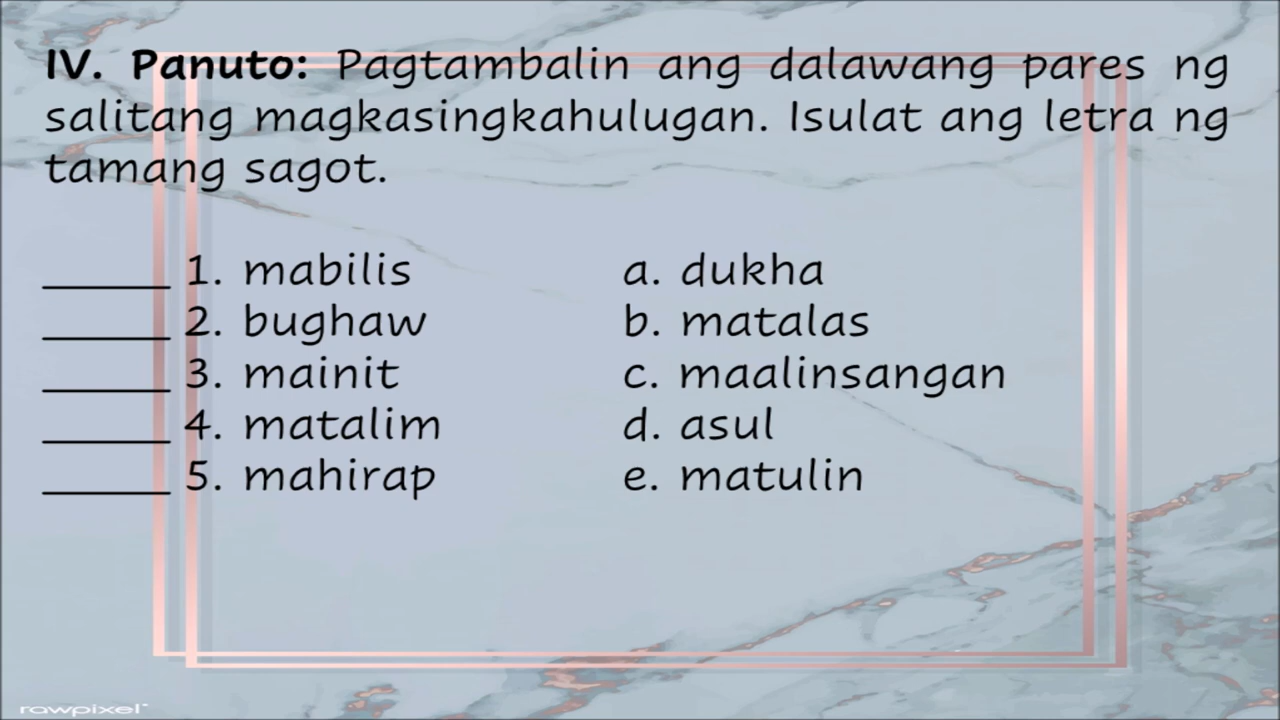 IV. Panuto: Pagtambalin ang dalawang pares ng
salitang magkasingkahulugan. Isulat ang letra ng
tamang sagot.
______ 1. mabilis a. dukha
______ 2. bughaw b. matalas
______ 3. mainit c. maalinsangan
______ 4. matalim d. asul
______ 5. mahirap e. matulin
rawpixel